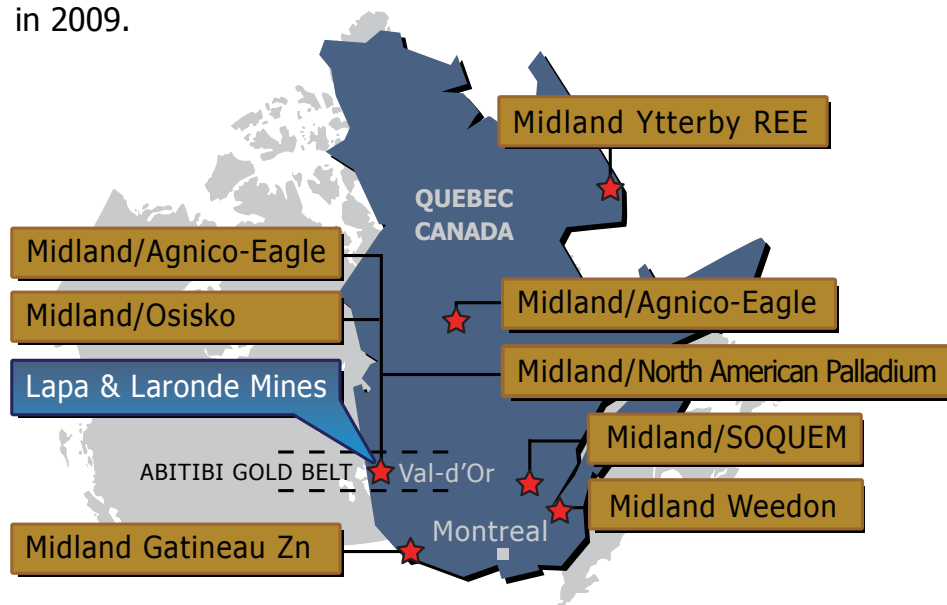 in 2009.
Midland Ytterby REE
QUEBEC
CANADA
Midland/Agnico-Eagle
Midland/Osisko
Midland/Agnico-Eagle
Lapa & Laronde Mines
Midland/North American Palladium
Midland/SOQUEM
ABITIBI GOLD BELT
Val-d'Or
Midland Weedon
Montreal
Midland Gatineau Zn